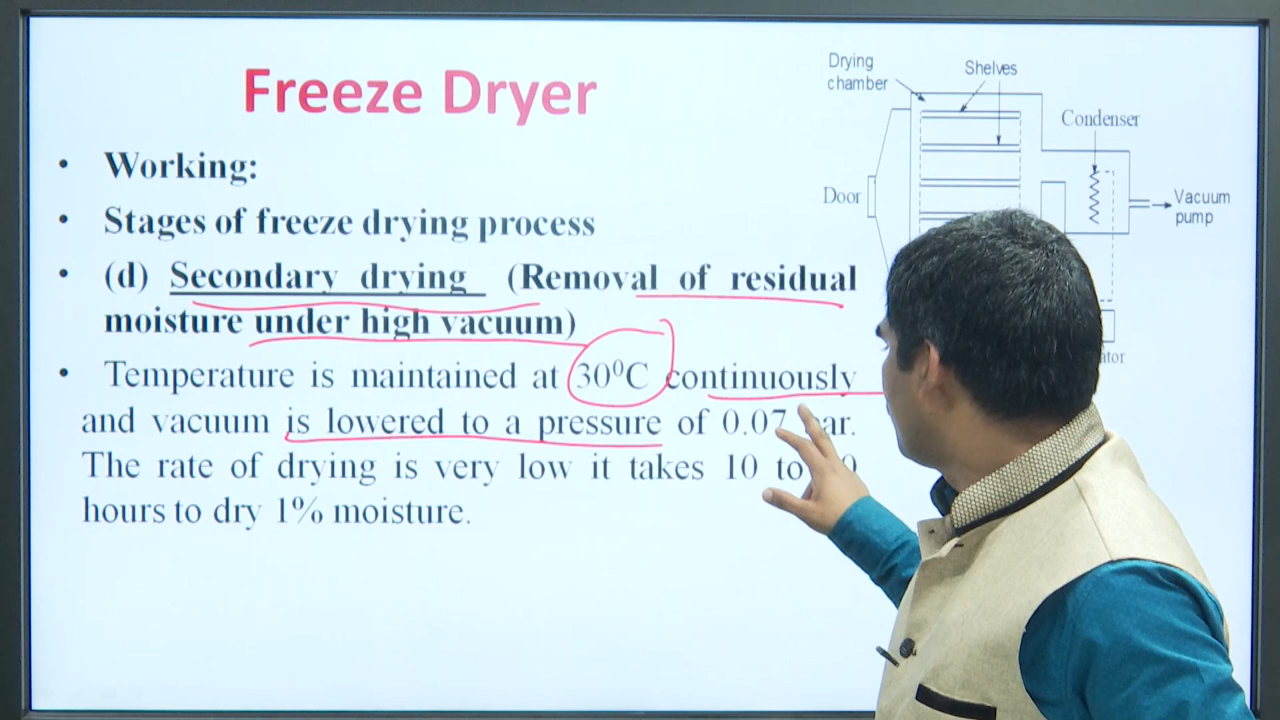 Freeze Dryer
• Working:
• Stages of freeze drying process
• (d) Secondary drying (Removal of residual
moisture under high vacuum)
• Temperature is maintained at 30⁰C continuously
and vacuum is lowered to a pressure of 0.07
The rate of drying is very low it takes 10 to
hours to dry 1% moisture.
Drying
chamber
Shelves
Condenser
Door
Vacuum
pump